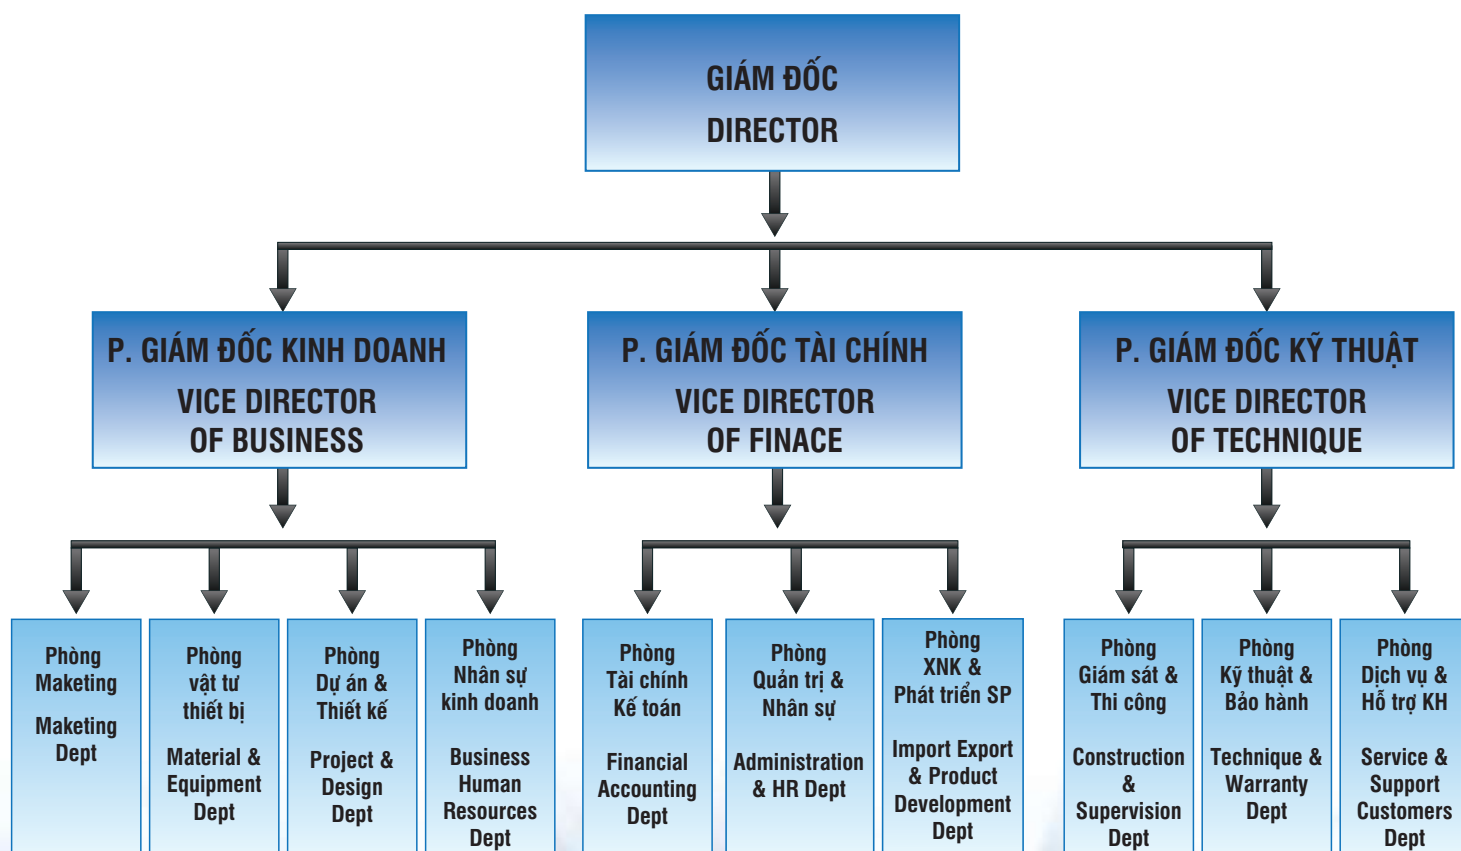 GIÁM ĐỐC
DIRECTOR
P. GIÁM ĐỐC KINH DOANH
VICE DIRECTOR
OF BUSINESS
P. GIÁM ĐỐC TÀI CHÍNH
VICE DIRECTOR
OF FINACE
P. GIÁM ĐỐC KỸ THUẬT
VICE DIRECTOR
OF TECHNIQUE
Phòng
Maketing
Maketing
Dept
Phòng
vật tư
thiết bị
Material &
Equipment
Dept
Phòng
Dự án &
Thiết kế
Project &
Design
Dept
Phòng
Nhân sự
kinh doanh
Business
Human
Resources
Dept
Phòng
Tài chính
Kế toán
Financial
Accounting
Dept
Phòng
Quản trị &
Nhân sự
Administration
& HR Dept
Phòng
XNK &
Phát triển SP
Import Export
& Product
Development
Dept
Phòng
Giám sát &
Thi công
Construction
&
Supervision
Dept
Phòng
Kỹ thuật &
Bảo hành
Technique &
Warranty
Dept
Phòng
Dịch vụ &
Hỗ trợ KH
Service &
Support
Customers
Dept